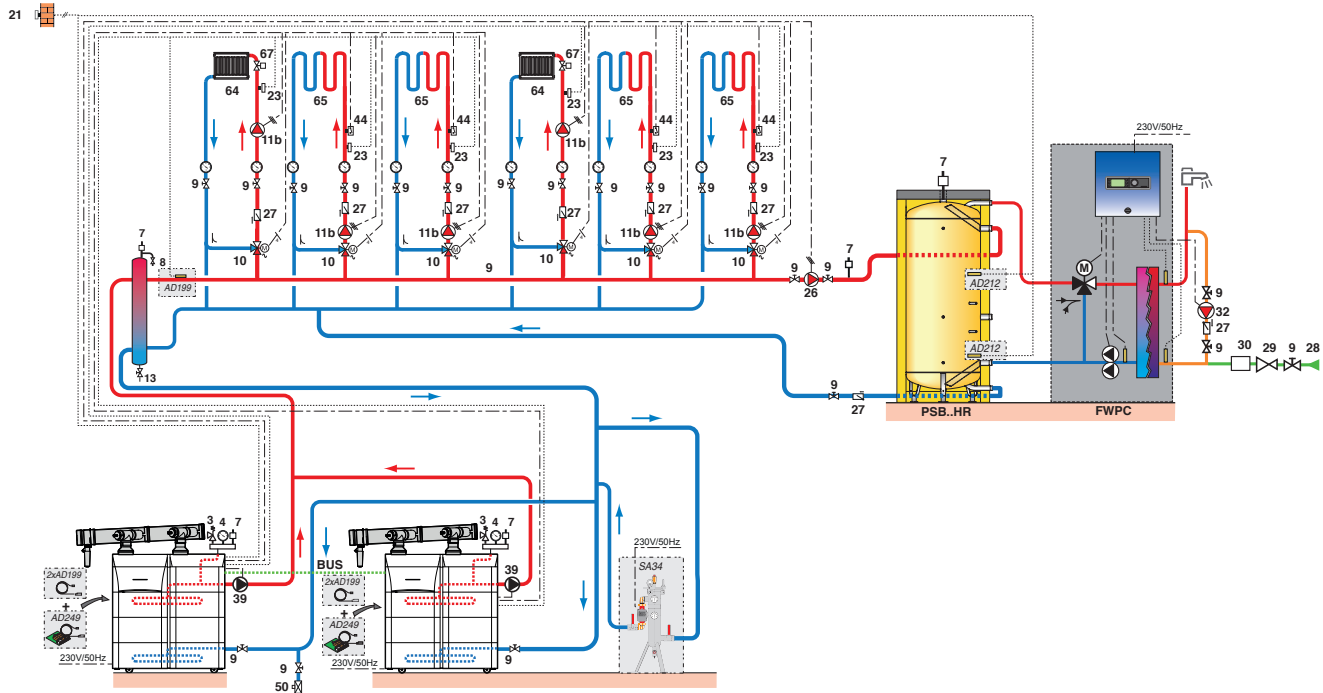 21
67 67
64 23 65 65 64 23 65 65
44 44 44 44
11b 23 23 11b 23 23
230V/50Hz
7
9 9 9 9 9 9 9 9 9 9 9 9
27 27 27 27 27 27
11b 11b 11b 11b
M M M M M M
10 10 10 10 10 10
7 8 9 7
AD199
9 9
26
AD212
M
9
32
27
9
AD212
30 29 9 28
13
9
27
PSB..HR FWPC
3 4 7 3 4 7
230V/50Hz
SA34
BUS
2xAD199
+
AD249
39
2xAD199
+
AD249
39
230V/50Hz
9
230V/50Hz
9
9
50